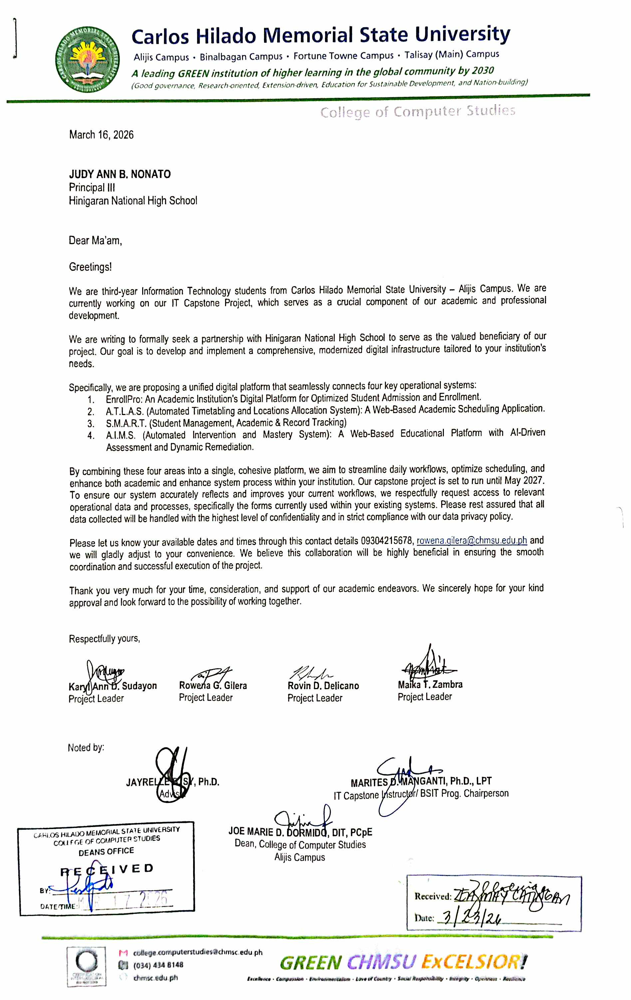 Carlos Hilado Memorial State University
Alijis Campus • Binalbagan Campus • Fortune Towne Campus • Talisay (Main) Campus
A leading GREEN institution of higher learning in the global community by 2030
(Good governance, Research-oriented, Extension-driven, Education for Sustainable Development, and Nation-building)
College of Computer Studies
March 16, 2026
JUDY ANN B. NONATO
Principal III
Hinigaran National High School
Dear Ma'am,
Greetings!
We are third-year Information Technology students from Carlos Hilado Memorial State University – Alijis Campus. We are
currently working on our IT Capstone Project, which serves as a crucial component of our academic and professional
development.
We are writing to formally seek a partnership with Hinigaran National High School to serve as the valued beneficiary of our
project. Our goal is to develop and implement a comprehensive, modernized digital infrastructure tailored to your institution's
needs.
Specifically, we are proposing a unified digital platform that seamlessly connects four key operational systems:
1. EnrollPro: An Academic Institution's Digital Platform for Optimized Student Admission and Enrollment.
2. A.T.L.A.S. (Automated Timetabling and Locations Allocation System): A Web-Based Academic Scheduling Application.
3. S.M.A.R.T. (Student Management, Academic & Record Tracking)
4. A.I.M.S. (Automated Intervention and Mastery System): A Web-Based Educational Platform with AI-Driven
Assessment and Dynamic Remediation.
By combining these four areas into a single, cohesive platform, we aim to streamline daily workflows, optimize scheduling, and
enhance both academic and enhance system process within your institution. Our capstone project is set to run until May 2027.
To ensure our system accurately reflects and improves your current workflows, we respectfully request access to relevant
operational data and processes, specifically the forms currently used within your existing systems. Please rest assured that all
data collected will be handled with the highest level of confidentiality and in strict compliance with our data privacy policy.
Please let us know your available dates and times through this contact details 09304215678, rowena.gilera@chmsu.edu.ph and
we will gladly adjust to your convenience. We believe this collaboration will be highly beneficial in ensuring the smooth
coordination and successful execution of the project.
Thank you very much for your time, consideration, and support of our academic endeavors. We sincerely hope for your kind
approval and look forward to the possibility of working together.
Respectfully yours,
Karyl Ann D. Sudayon Rowena G. Gilera Rovin D. Delicano Maika T. Zambra
Project Leader Project Leader Project Leader Project Leader
Noted by:
JAYRELLE SY, Ph.D. MARITES D. MANGANTI, Ph.D., LPT
Adviser IT Capstone Instructor/ BSIT Prog. Chairperson
JOE MARIE D. DORMIDO, DIT, PCpE
Dean, College of Computer Studies
Alijis Campus
CARLOS HILADO MEMORIAL STATE UNIVERSITY
COLLEGE OF COMPUTER STUDIES
DEANS OFFICE
RECEIVED
BY:
DATE/TIME: MAR 17 2026
Received: MAY
Date: 3/23/26
college.computerstudies@chmsc.edu.ph
(034) 434 8148
chmsc.edu.ph
GREEN CHMSU ExCELSIOR!
Excellence • Compassion • Environmentalism • Love of Country • Social Responsibility • Integrity • Openness • Resilience